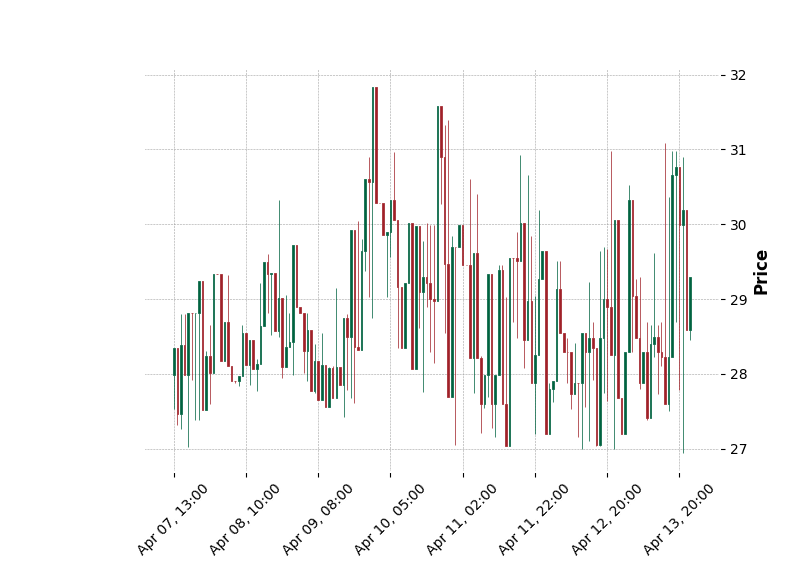 32
31
30
29
28
27
Price
Apr 07, 13:00
Apr 08, 10:00
Apr 09, 08:00
Apr 10, 05:00
Apr 11, 02:00
Apr 11, 22:00
Apr 12, 20:00
Apr 13, 20:00